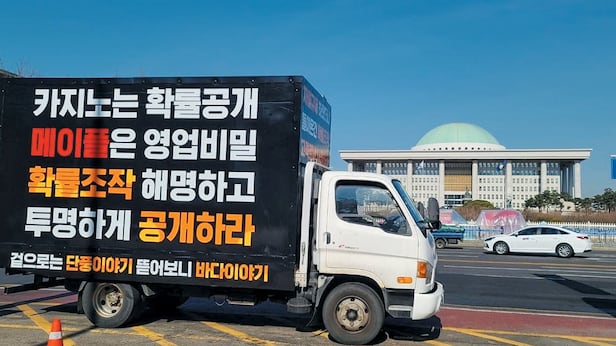 카지노는 확률공개
메이플은 영업비밀
확률조작 해명하고
투명하게 공개하라
겉으로는 단풍이야기 뜯어보니 바다이야기